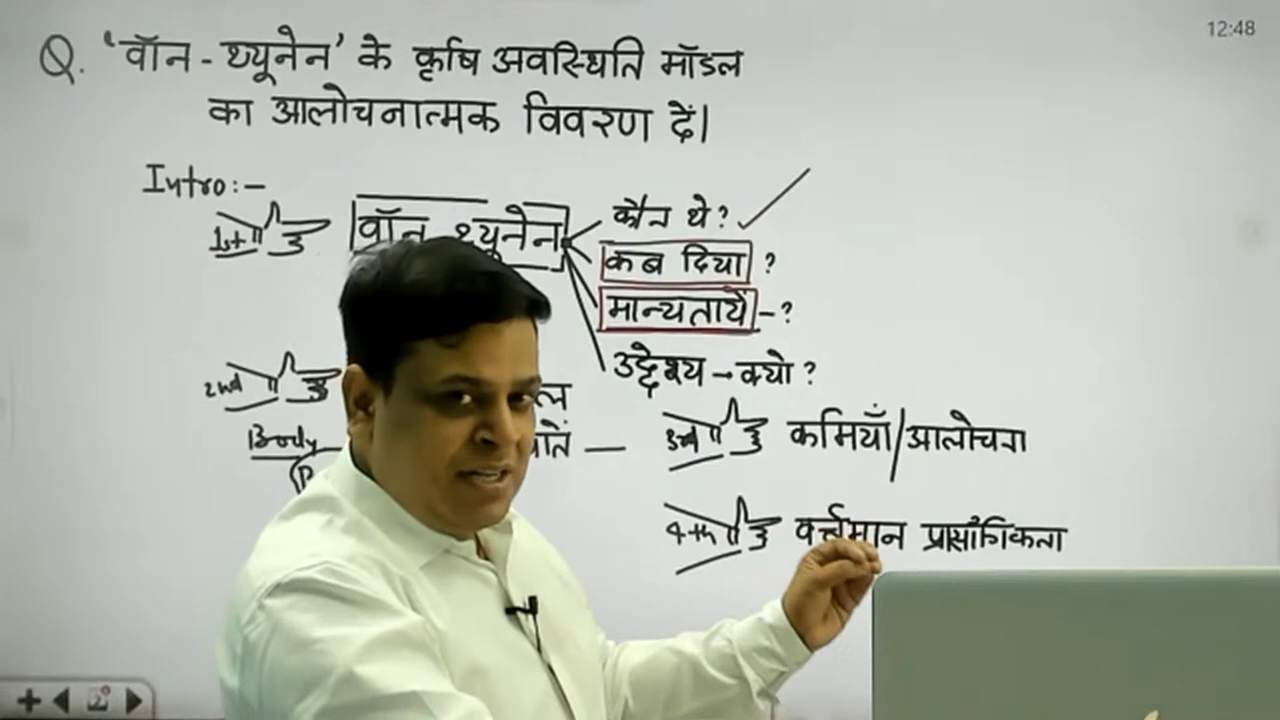 12:48
Q. 'वॉन - थ्यूनेन' के कृषि अवस्थिति मॉडल
का आलोचनात्मक विवरण दें।
Intro:-
1st वॉन थ्यूनेन
कौन थे?
कब दिया ?
मान्यतायें - ?
उद्देश्य - क्यो ?
2nd
Body
3rd कमियाँ/आलोचना
4th वर्त्तमान प्रासंगिकता
2